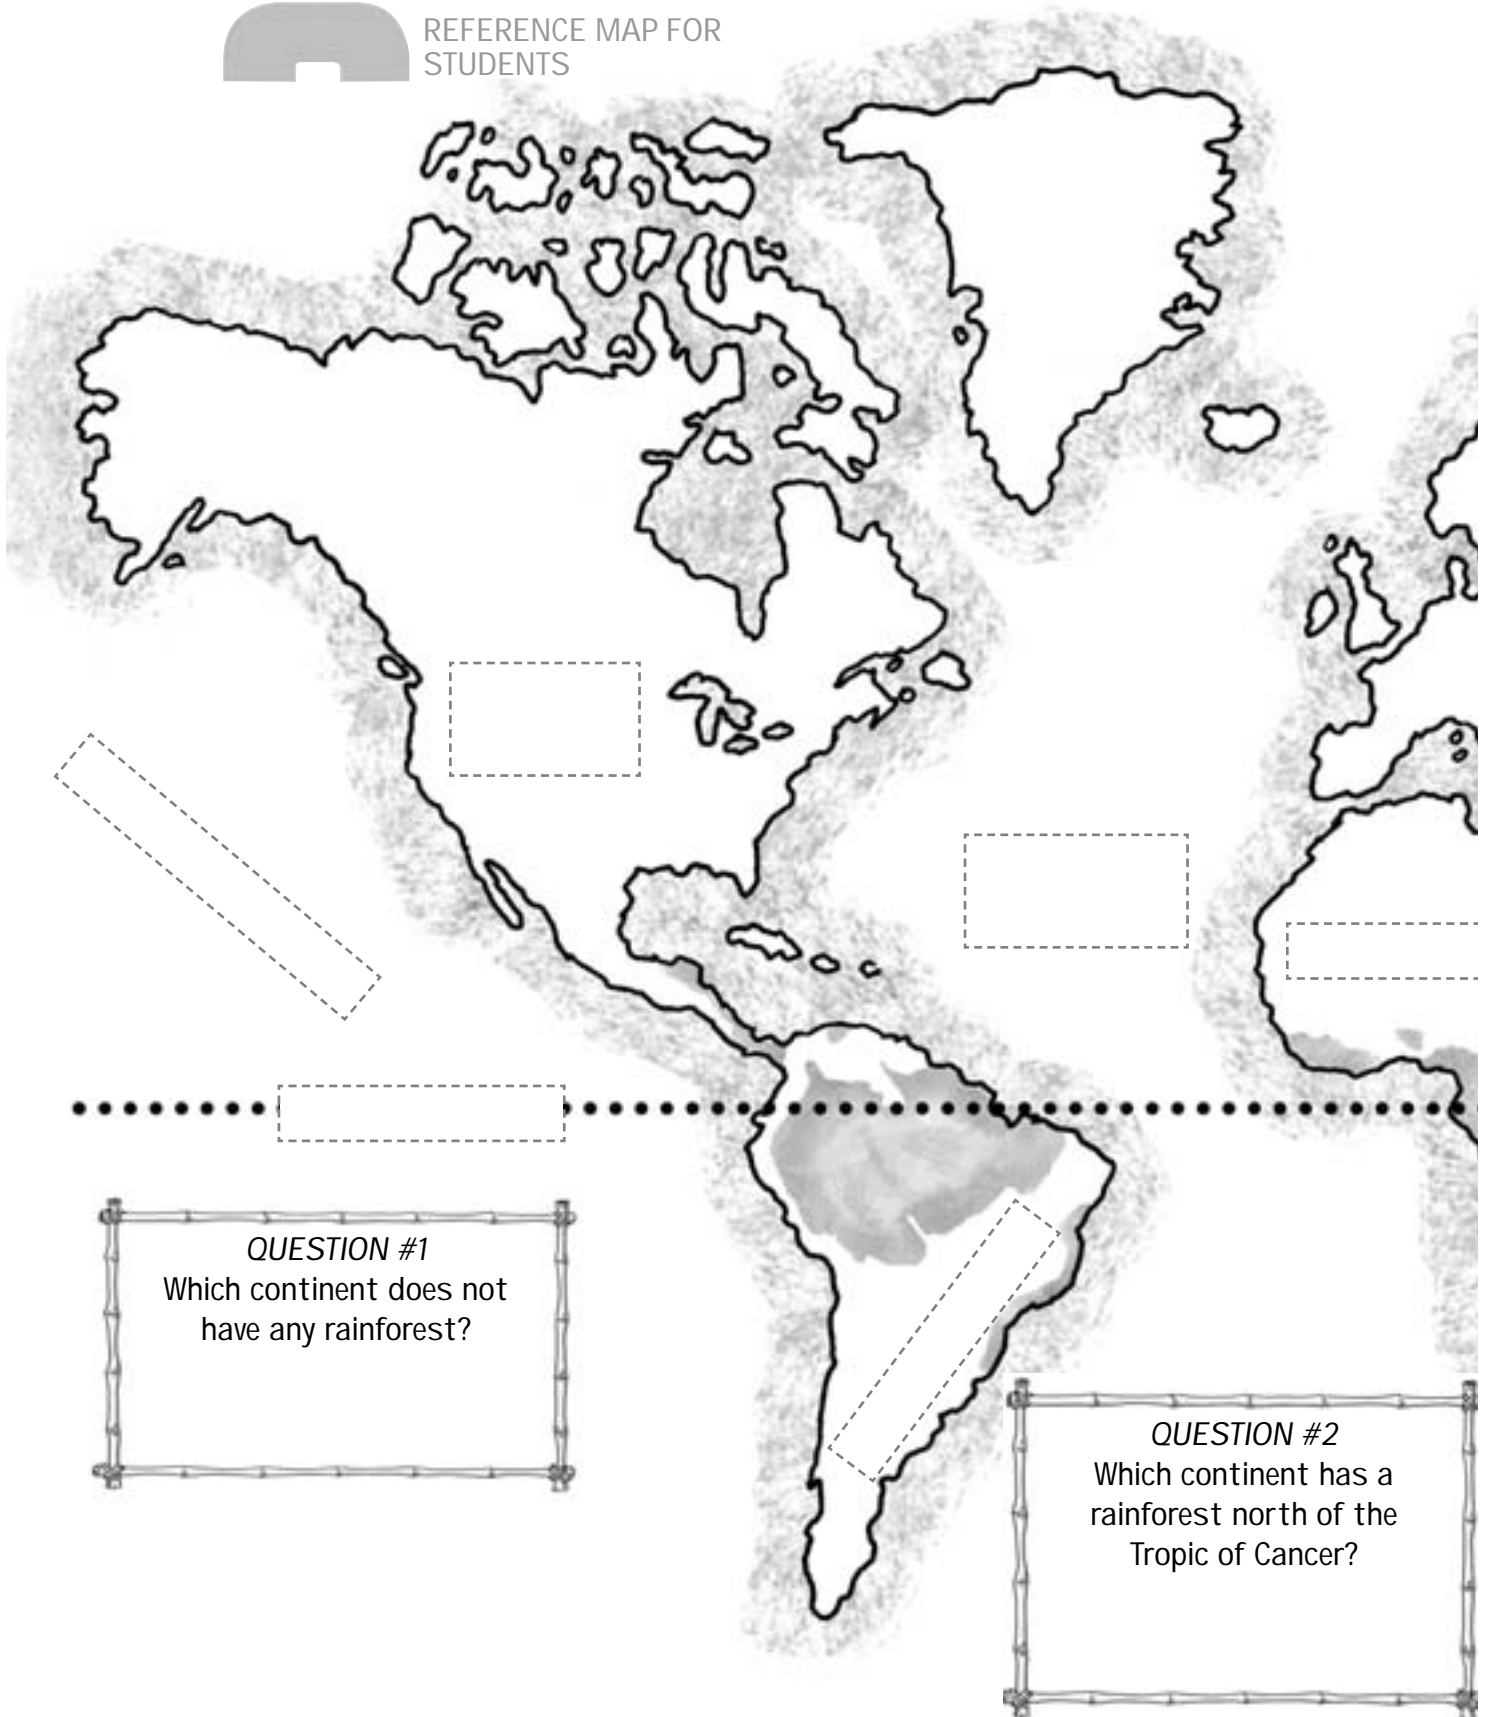 REFERENCE MAP FOR
STUDENTS
QUESTION #1
Which continent does not
have any rainforest?
QUESTION #2
Which continent has a
rainforest north of the
Tropic of Cancer?